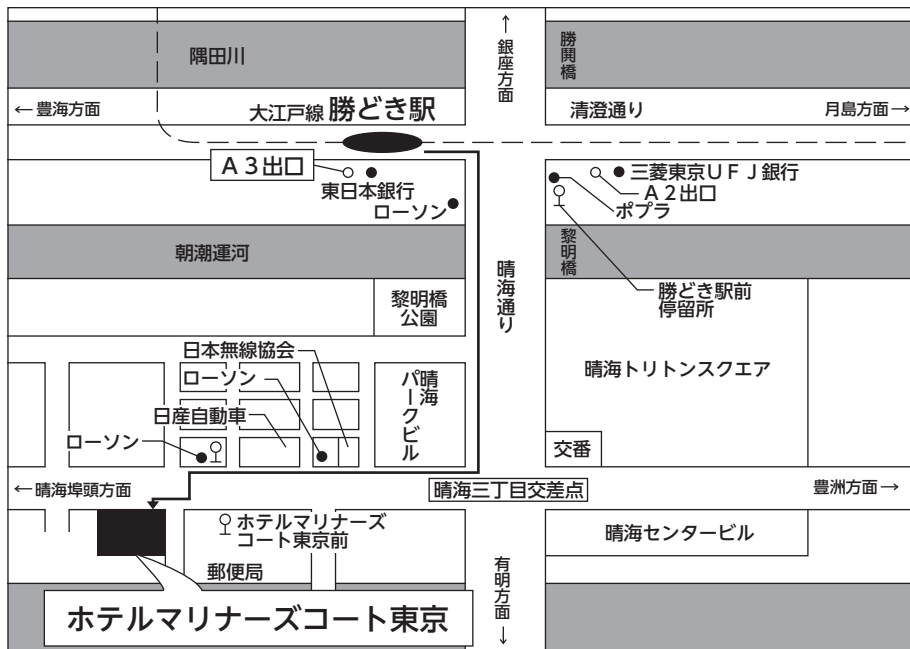 隅田川
↑銀座方面
勝鬨橋
←豊海方面
大江戸線 勝どき駅
清澄通り
月島方面→
A3出口
東日本銀行
ローソン
三菱東京UFJ銀行
A2出口
ポプラ
朝潮運河
黎明橋
晴海通り
勝どき駅前
停留所
黎明橋
公園
日本無線協会
ローソン
日産自動車
ローソン
晴海
パークビル
晴海トリトンスクエア
交番
←晴海埠頭方面
晴海三丁目交差点
豊洲方面→
ホテルマリナーズ
コート東京前
郵便局
晴海センタービル
有明方面↓
ホテルマリナーズコート東京